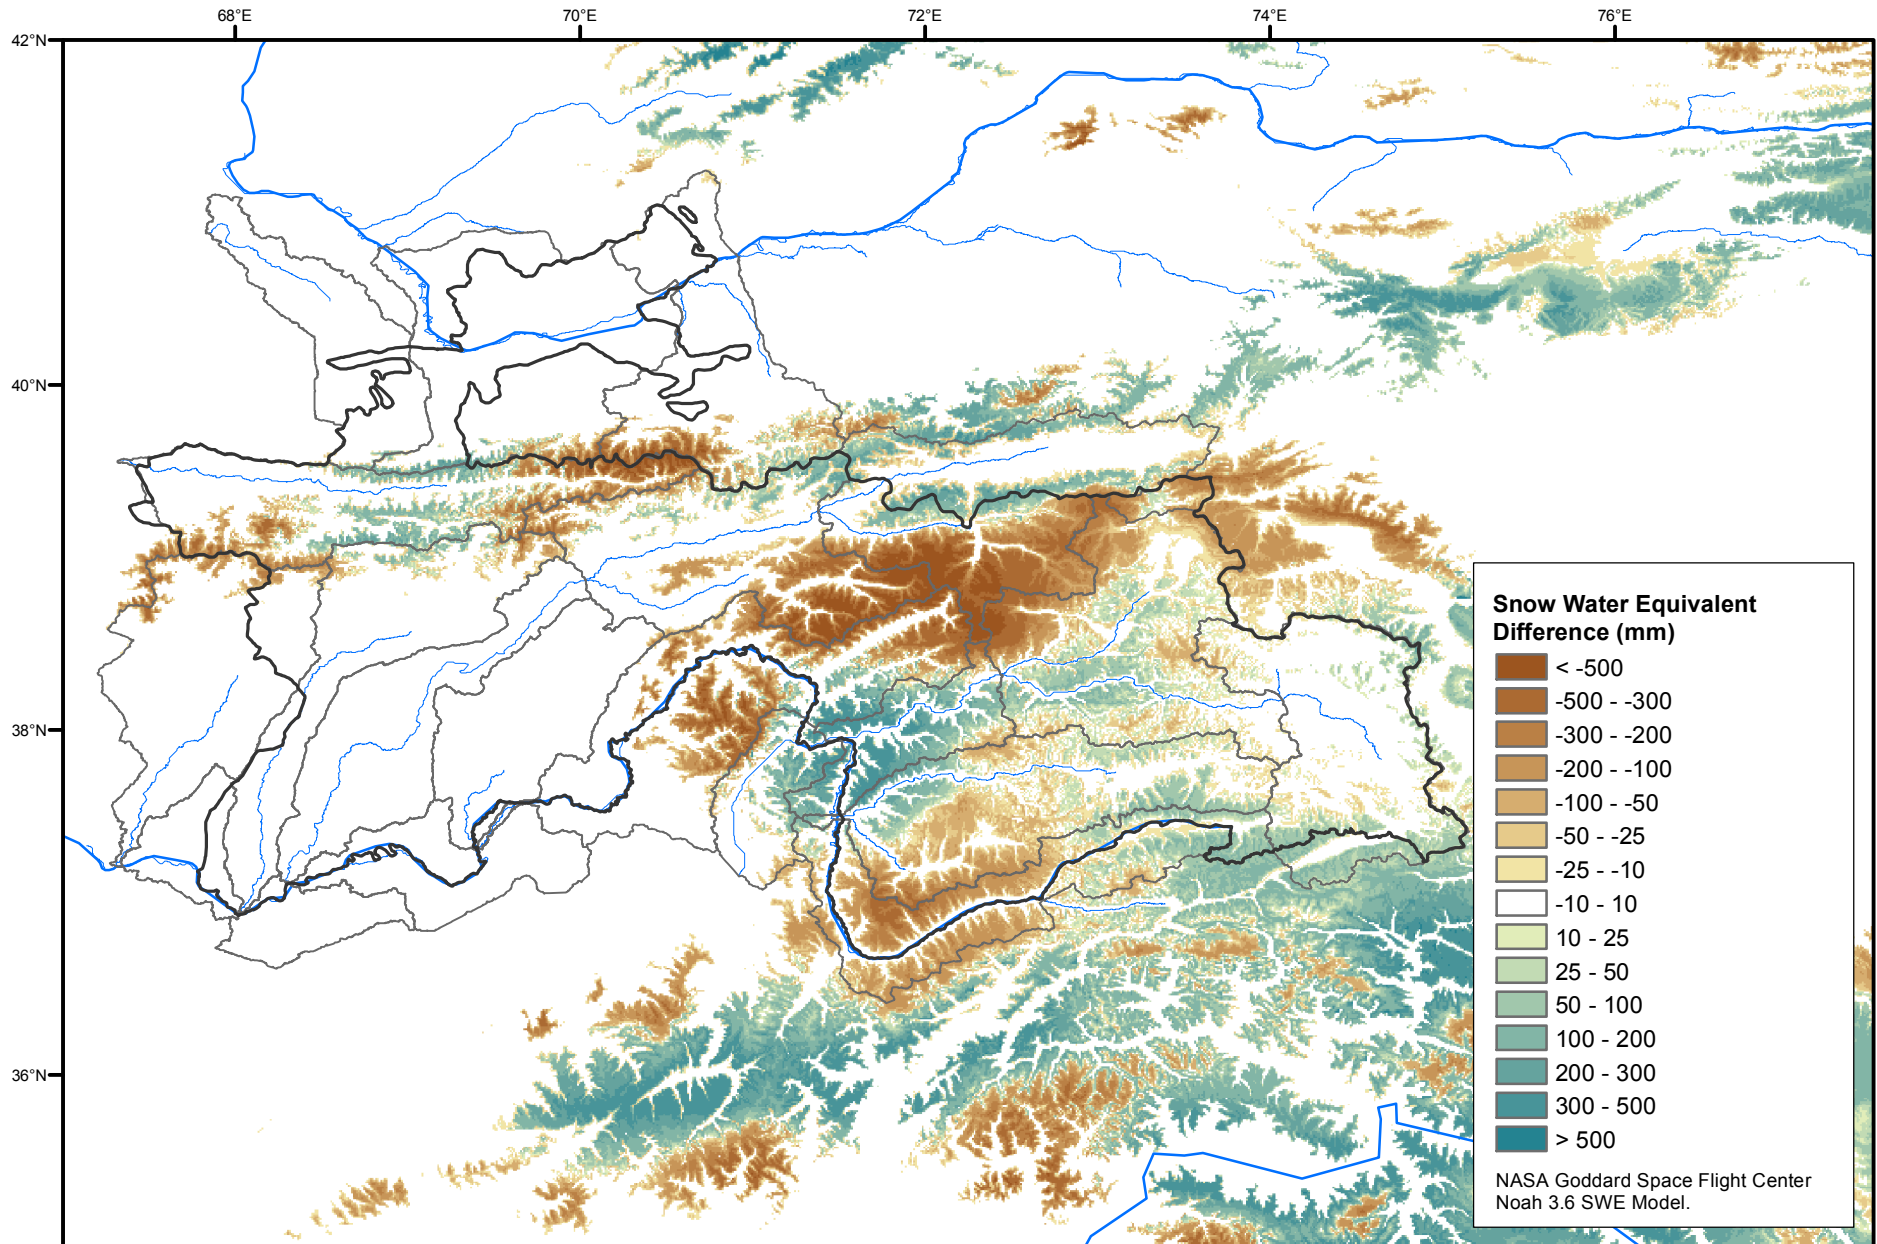 68°E
70°E
72°E
74°E
76°E
42°N
40°N
38°N
36°N
Snow Water Equivalent
Difference (mm)
< -500
-500 - -300
-300 - -200
-200 - -100
-100 - -50
-50 - -25
-25 - -10
-10 - 10
10 - 25
25 - 50
50 - 100
100 - 200
200 - 300
300 - 500
> 500
NASA Goddard Space Flight Center
Noah 3.6 SWE Model.